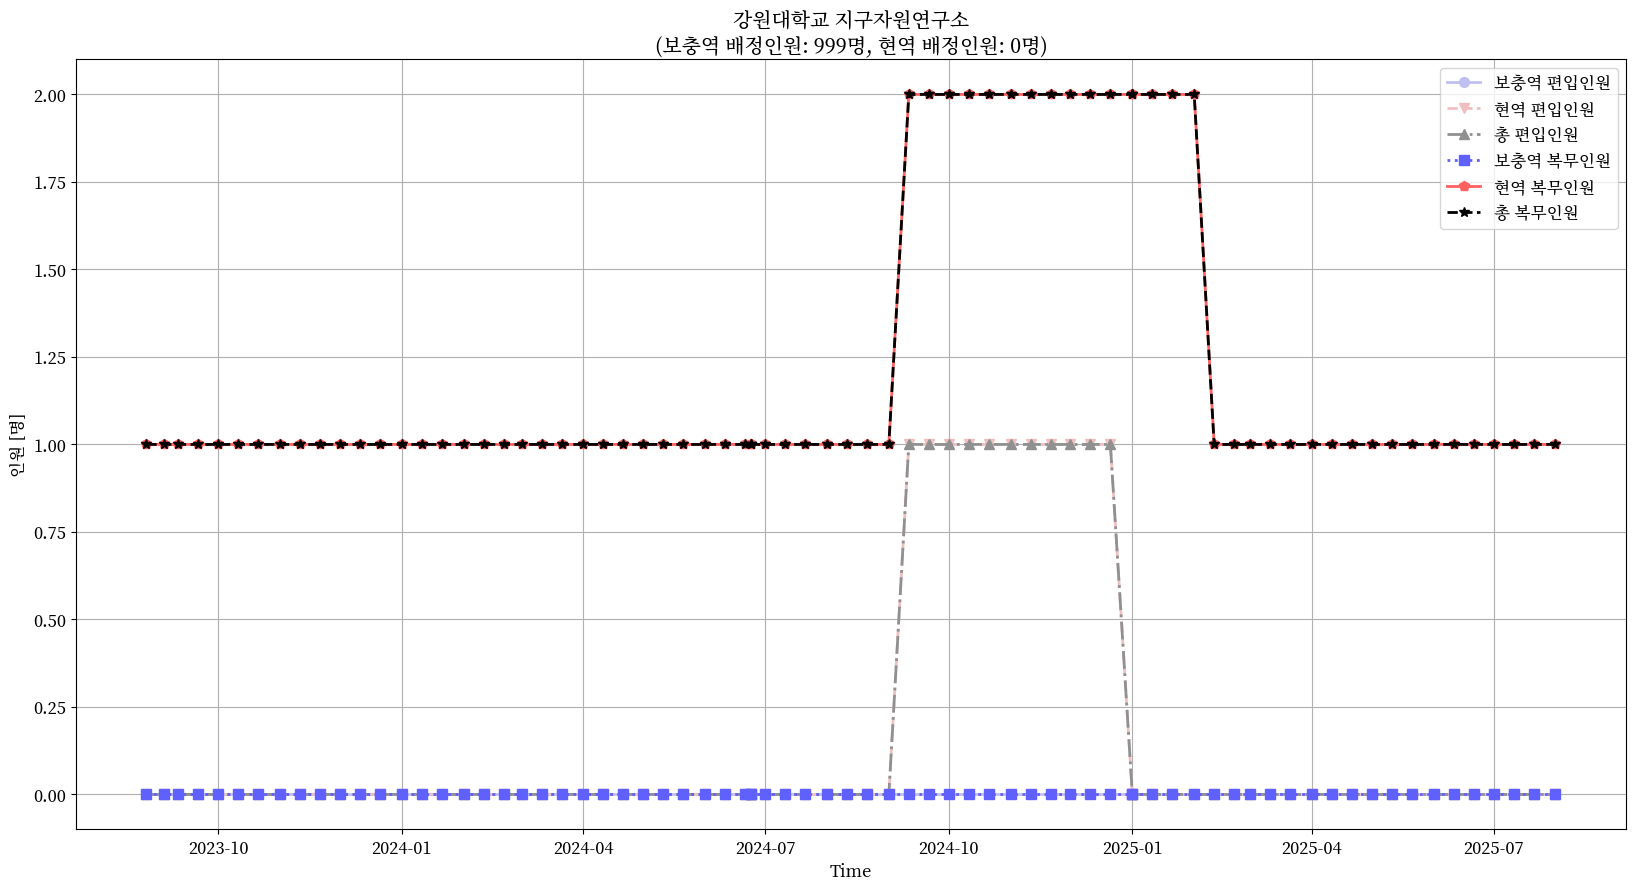 강원대학교 지구자원연구소
(보충역 배정인원: 999명, 현역 배정인원: 0명)
보충역 편입인원
현역 편입인원
총 편입인원
보충역 복무인원
현역 복무인원
총 복무인원
인원 [명]
2.00
1.75
1.50
1.25
1.00
0.75
0.50
0.25
0.00
2023-10 2024-01 2024-04 2024-07 2024-10 2025-01 2025-04 2025-07
Time